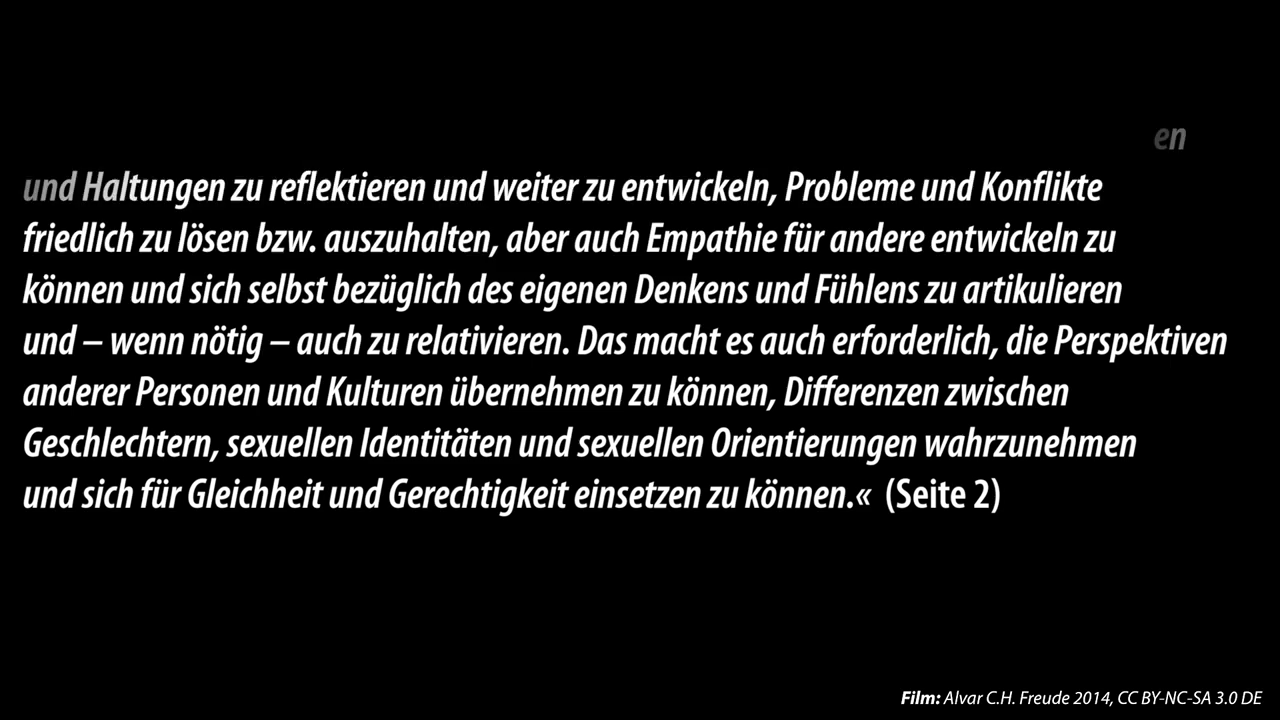 en
und Haltungen zu reflektieren und weiter zu entwickeln, Probleme und Konflikte
friedlich zu lösen bzw. auszuhalten, aber auch Empathie für andere entwickeln zu
können und sich selbst bezüglich des eigenen Denkens und Fühlens zu artikulieren
und – wenn nötig – auch zu relativieren. Das macht es auch erforderlich, die Perspektiven
anderer Personen und Kulturen übernehmen zu können, Differenzen zwischen
Geschlechtern, sexuellen Identitäten und sexuellen Orientierungen wahrzunehmen
und sich für Gleichheit und Gerechtigkeit einsetzen zu können.« (Seite 2)
Film: Alvar C.H. Freude 2014, CC BY-NC-SA 3.0 DE